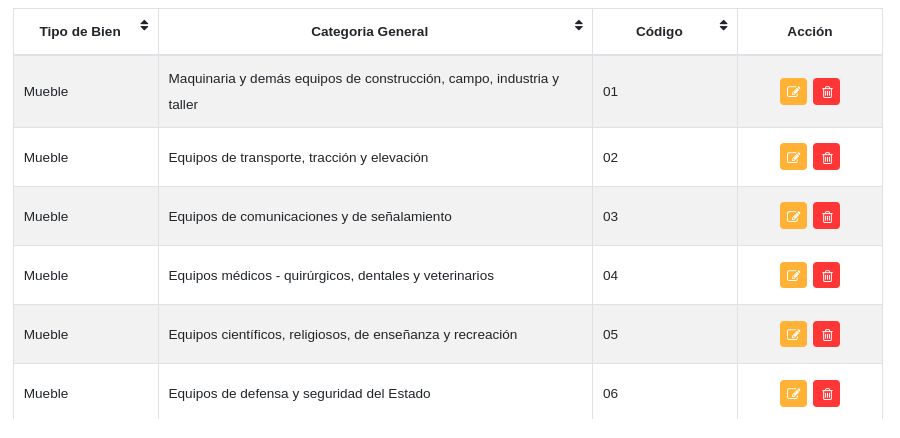 Tipo de Bien Categoria General Código Acción
Mueble Maquinaria y demás equipos de construcción, campo, industria y
taller 01
Mueble Equipos de transporte, tracción y elevación 02
Mueble Equipos de comunicaciones y de señalamiento 03
Mueble Equipos médicos - quirúrgicos, dentales y veterinarios 04
Mueble Equipos científicos, religiosos, de enseñanza y recreación 05
Mueble Equipos de defensa y seguridad del Estado 06